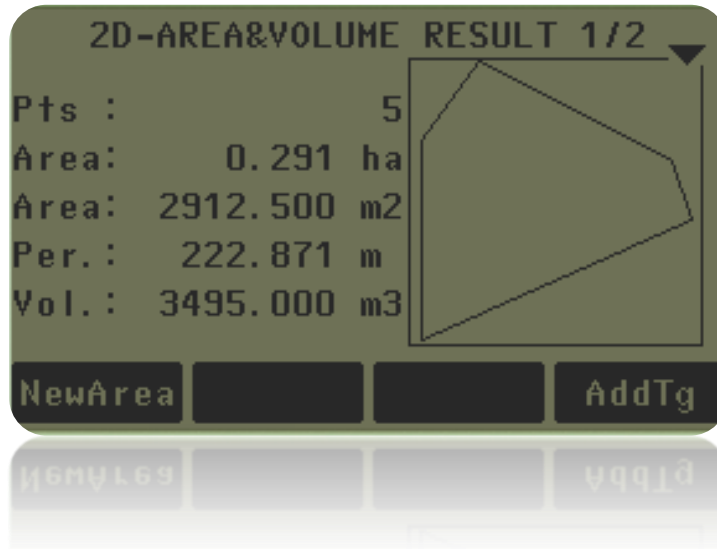 2D-AREA&VOLUME RESULT 1/2
Pts : 5
Area: 0.291 ha
Area: 2912.500 m2
Per.: 222.871 m
Vol.: 3495.000 m3
NewArea AddTg